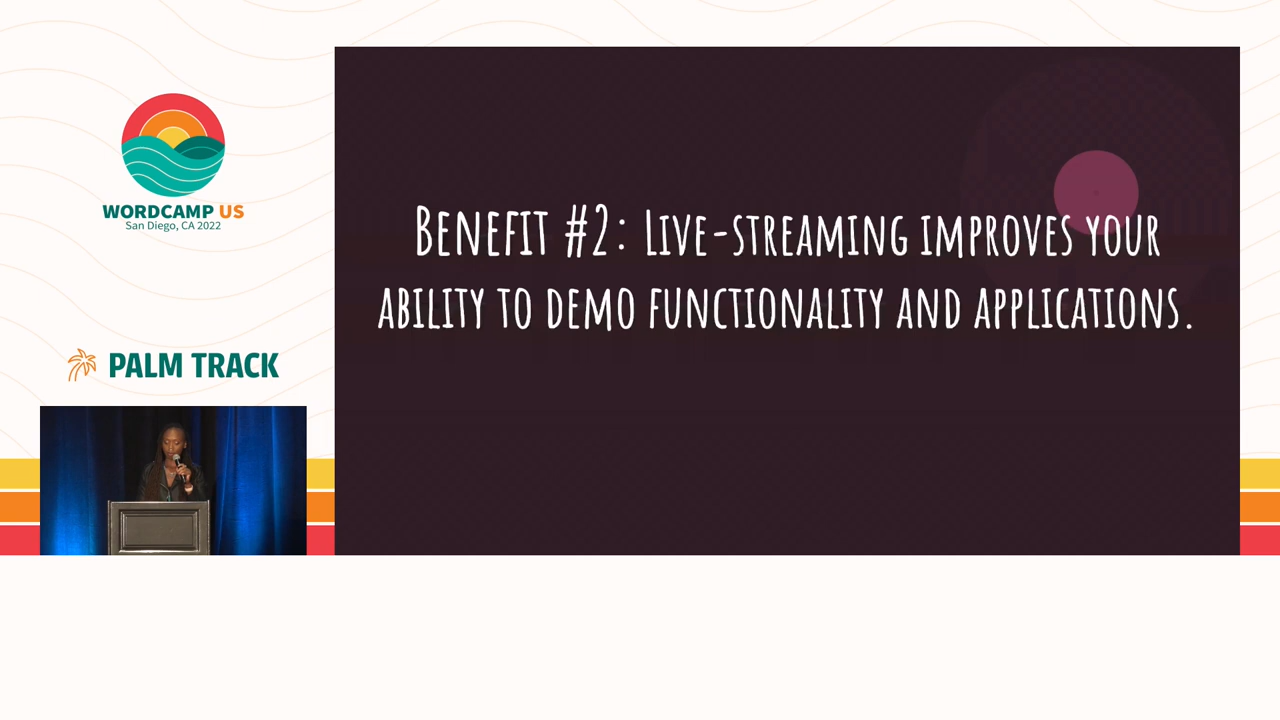 WORDCAMP US
San Diego, CA 2022
PALM TRACK
Benefit #2: Live-streaming improves your
ability to demo functionality and applications.